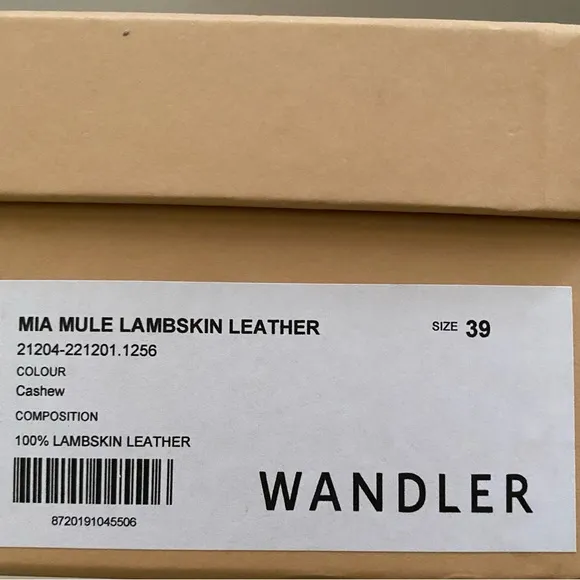 MIA MULE LAMBSKIN LEATHER SIZE 39
21204-221201.1256
COLOUR
Cashew
COMPOSITION
100% LAMBSKIN LEATHER
WANDLER
8720191045506